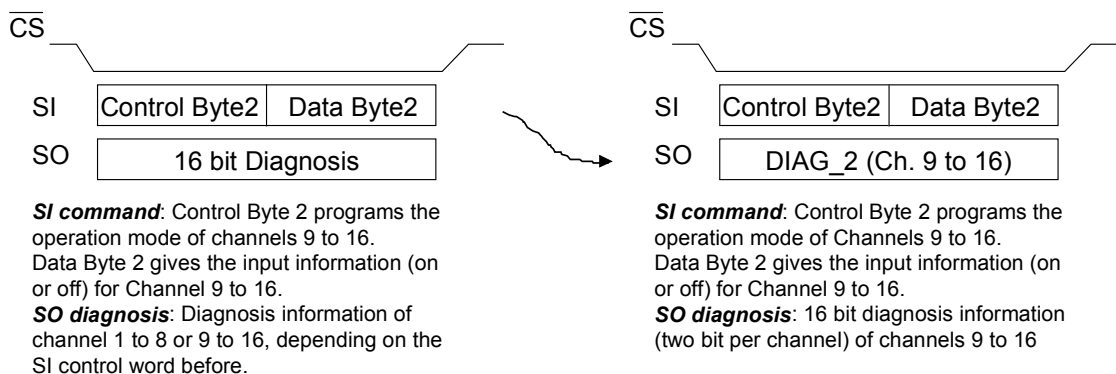 CS
SI Control Byte2 Data Byte2
SO 16 bit Diagnosis
SI command: Control Byte 2 programs the
operation mode of channels 9 to 16.
Data Byte 2 gives the input information (on
or off) for Channel 9 to 16.
SO diagnosis: Diagnosis information of
channel 1 to 8 or 9 to 16, depending on the
SI control word before.
CS
SI Control Byte2 Data Byte2
SO DIAG_2 (Ch. 9 to 16)
SI command: Control Byte 2 programs the
operation mode of Channels 9 to 16.
Data Byte 2 gives the input information (on
or off) for Channel 9 to 16.
SO diagnosis: 16 bit diagnosis information
(two bit per channel) of channels 9 to 16